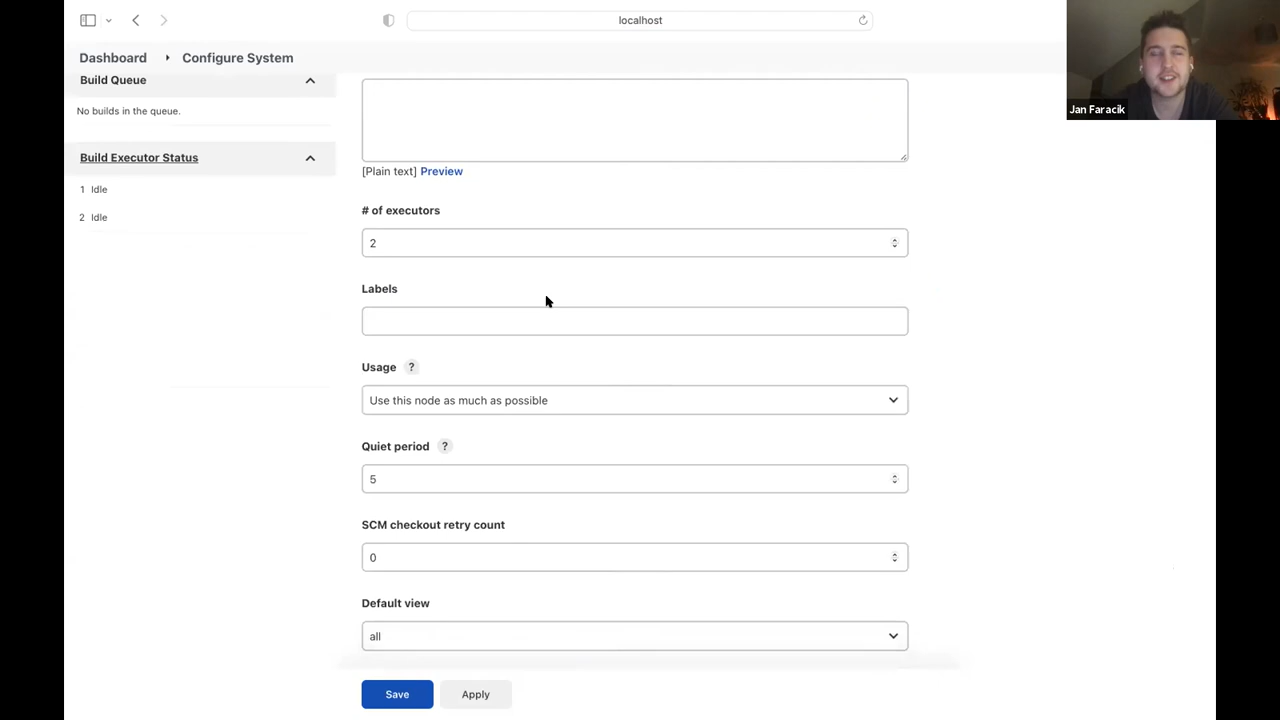 localhost
Dashboard Configure System
Build Queue
No builds in the queue.
Build Executor Status
1 Idle
2 Idle
[Plain text] Preview
# of executors
2
Labels
Usage ?
Use this node as much as possible
Quiet period ?
5
SCM checkout retry count
0
Default view
all
Save Apply
Jan Faracik